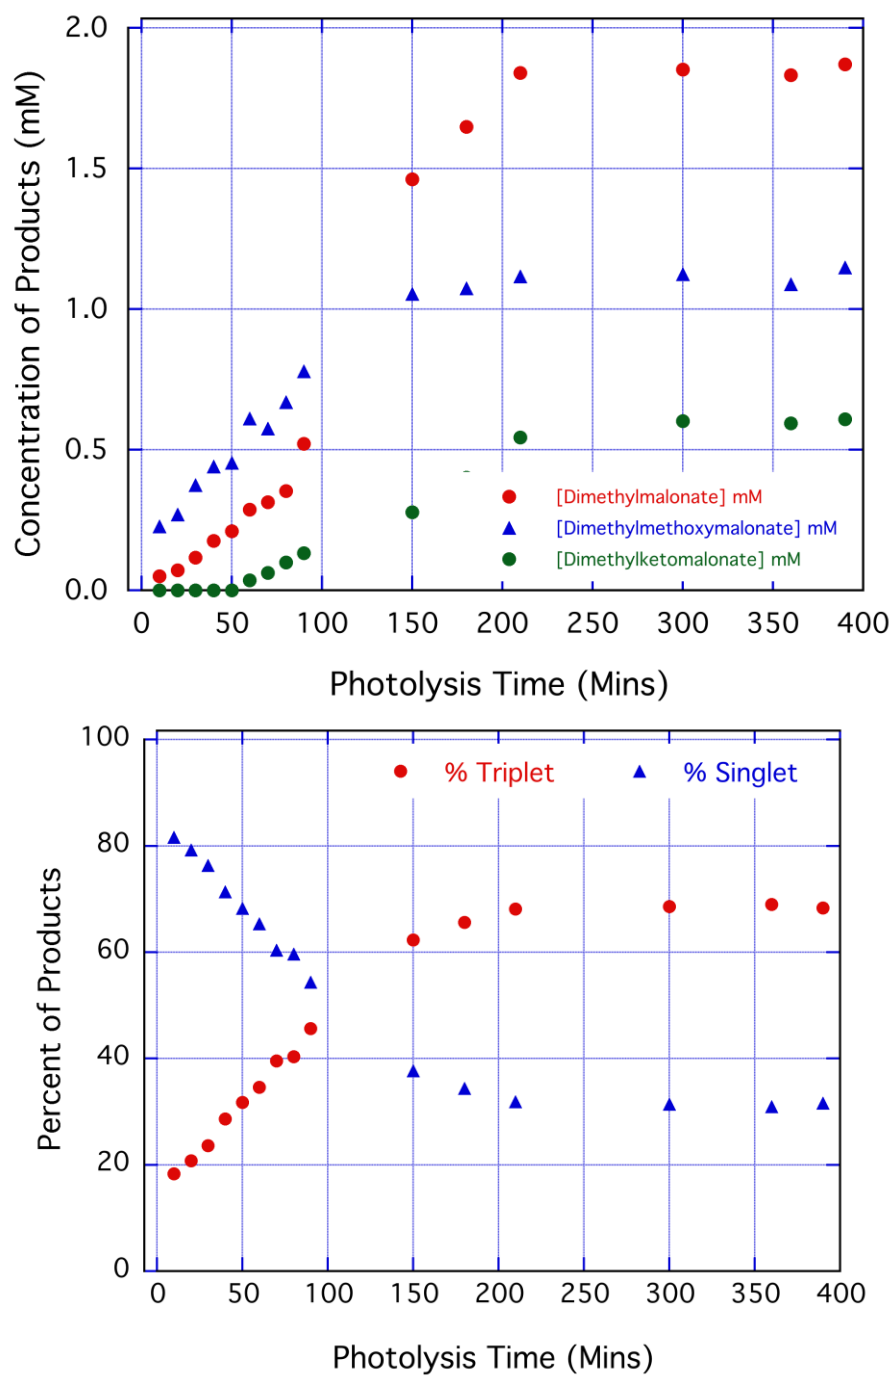 Concentration of Products (mM)
2.0
1.5
1.0
0.5
0.0
[Dimethylmalonate] mM
[Dimethylmethoxymalonate] mM
[Dimethylketomalonate] mM
0 50 100 150 200 250 300 350 400
Photolysis Time (Mins)
Percent of Products
100
80
60
40
20
0
% Triplet % Singlet
0 50 100 150 200 250 300 350 400
Photolysis Time (Mins)